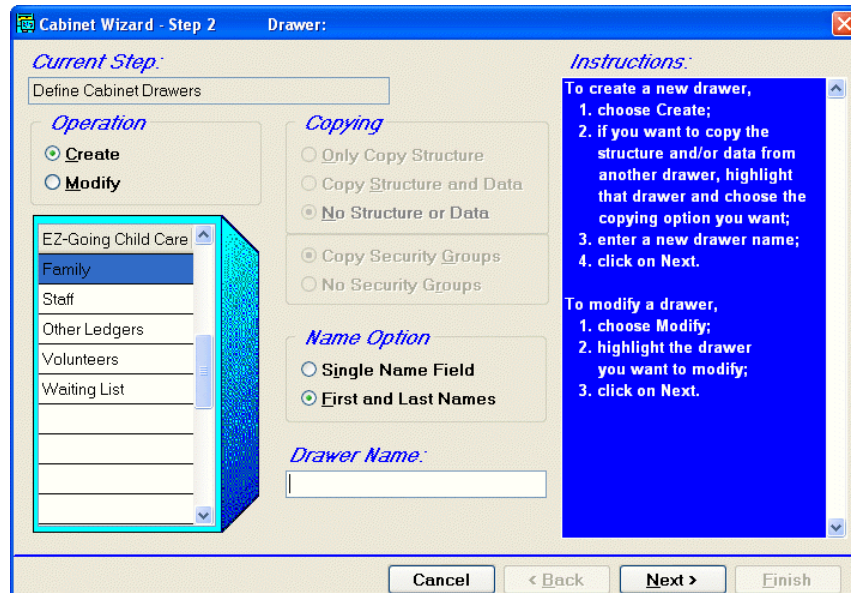 Cabinet Wizard - Step 2 Drawer:
Current Step:
Define Cabinet Drawers
Operation
Create
Modify
EZ-Going Child Care
Family
Staff
Other Ledgers
Volunteers
Waiting List
Copying
Only Copy Structure
Copy Structure and Data
No Structure or Data
Copy Security Groups
No Security Groups
Name Option
Single Name Field
First and Last Names
Drawer Name:
Instructions:
To create a new drawer,
1. choose Create;
2. if you want to copy the
structure and/or data from
another drawer, highlight
that drawer and choose the
copying option you want;
3. enter a new drawer name;
4. click on Next.
To modify a drawer,
1. choose Modify;
2. highlight the drawer
you want to modify;
3. click on Next.
Cancel
< Back
Next >
Finish